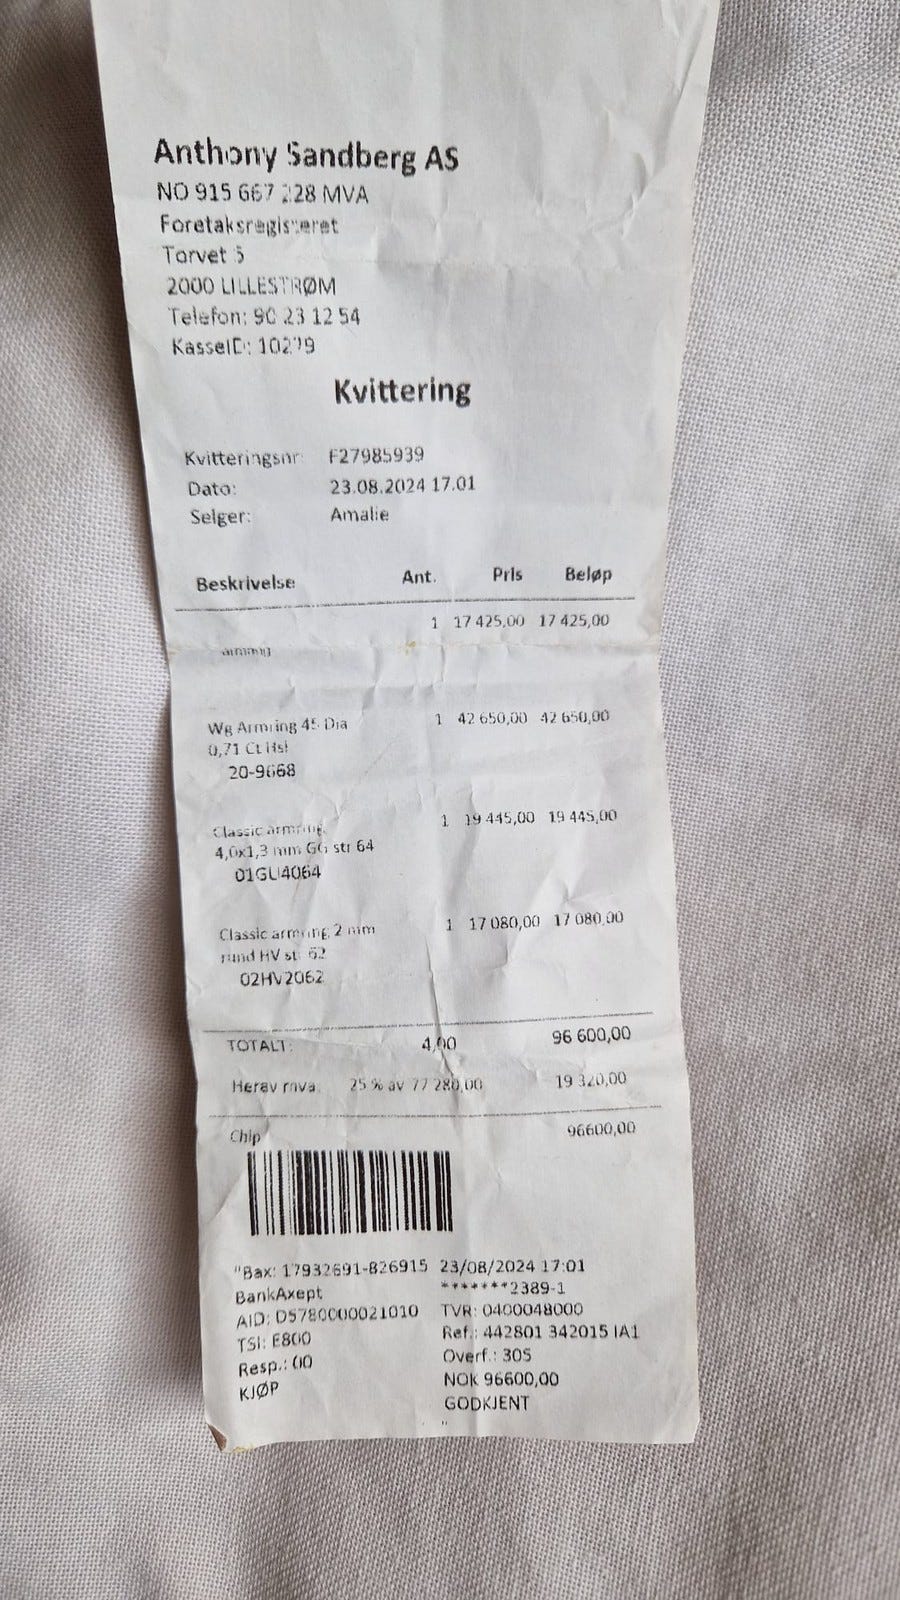 Anthony Sandberg AS
NO 915 667 228 MVA
Foretaksregisteret
Torvet 5
2000 LILLESTRØM
Telefon: 90 23 12 54
KasseID: 10279
Kvittering
Kvitteringsnr: F27985939
Dato: 23.08.2024 17.01
Selger: Amalie
Beskrivelse Ant. Pris Beløp
1 17 425,00 17 425,00
armring
Wg Armring 45 Dia 1 42 650,00 42 650,00
0,71 Ct Hsl
20-9668
Classic armring 1 19 445,00 19 445,00
4,0x1,3 mm GG str 64
01GU4064
Classic armring 2 mm 1 17 080,00 17 080,00
rund HV str 62
02HV2062
TOTALT: 4,00 96 600,00
Herav mva: 25 % av 77 280,00 19 320,00
Chip 96600,00
"Bax: 17932691-826915 23/08/2024 17:01
BankAxept *******2389-1
AID: D5780000021010 TVR: 0400048000
TSI: E800 Ref.: 442801 342015 IA1
Resp.: 00 Overf.: 305
KJØP NOK 96600,00
GODKJENT
"